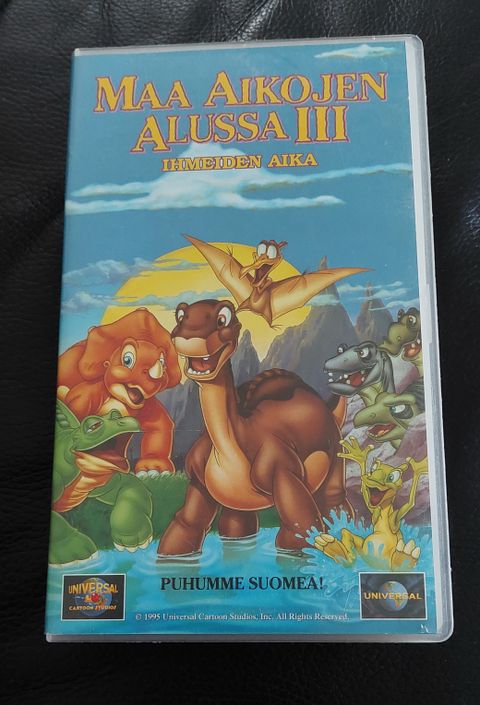 MAA AIKOJEN
ALUSSA III
IHMEIDEN AIKA
PUHUMME SUOMEA!
UNIVERSAL
CARTOON STUDIOS
UNIVERSAL
© 1995 Universal Cartoon Studios, Inc. All Rights Reserved.